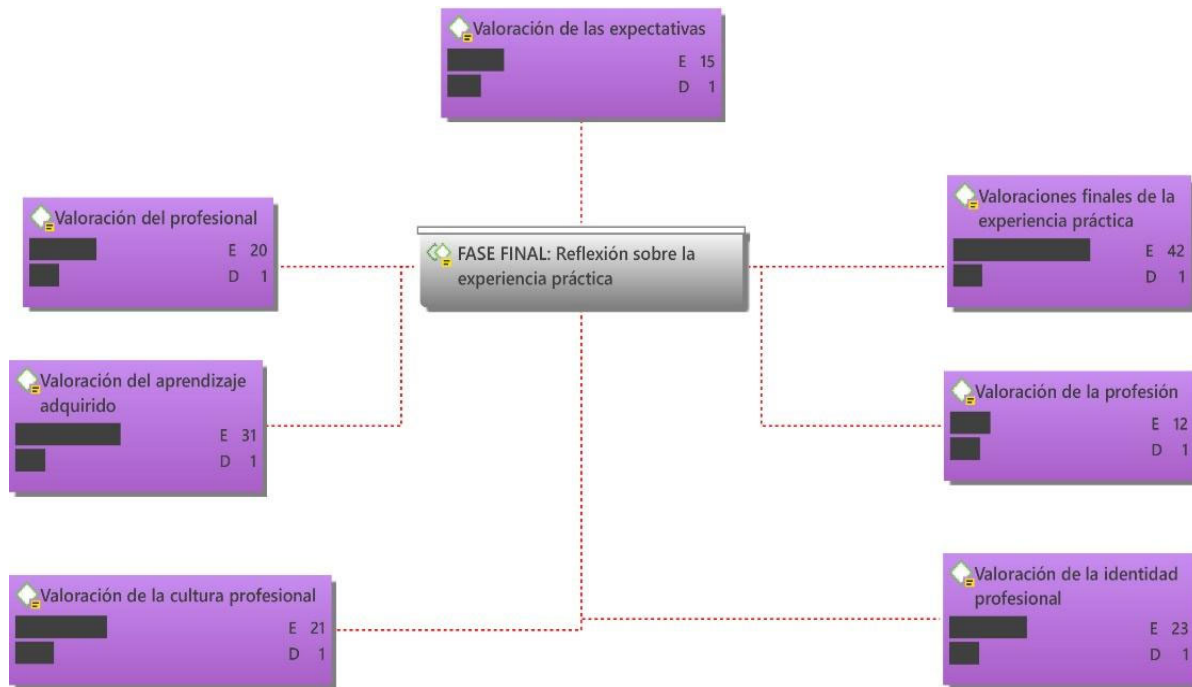 Valoración de las expectativas
E 15
D 1
Valoración del profesional
E 20
D 1
FASE FINAL: Reflexión sobre la
experiencia práctica
Valoraciones finales de la
experiencia práctica
E 42
D 1
Valoración del aprendizaje
adquirido
E 31
D 1
Valoración de la profesión
E 12
D 1
Valoración de la cultura profesional
E 21
D 1
Valoración de la identidad
profesional
E 23
D 1